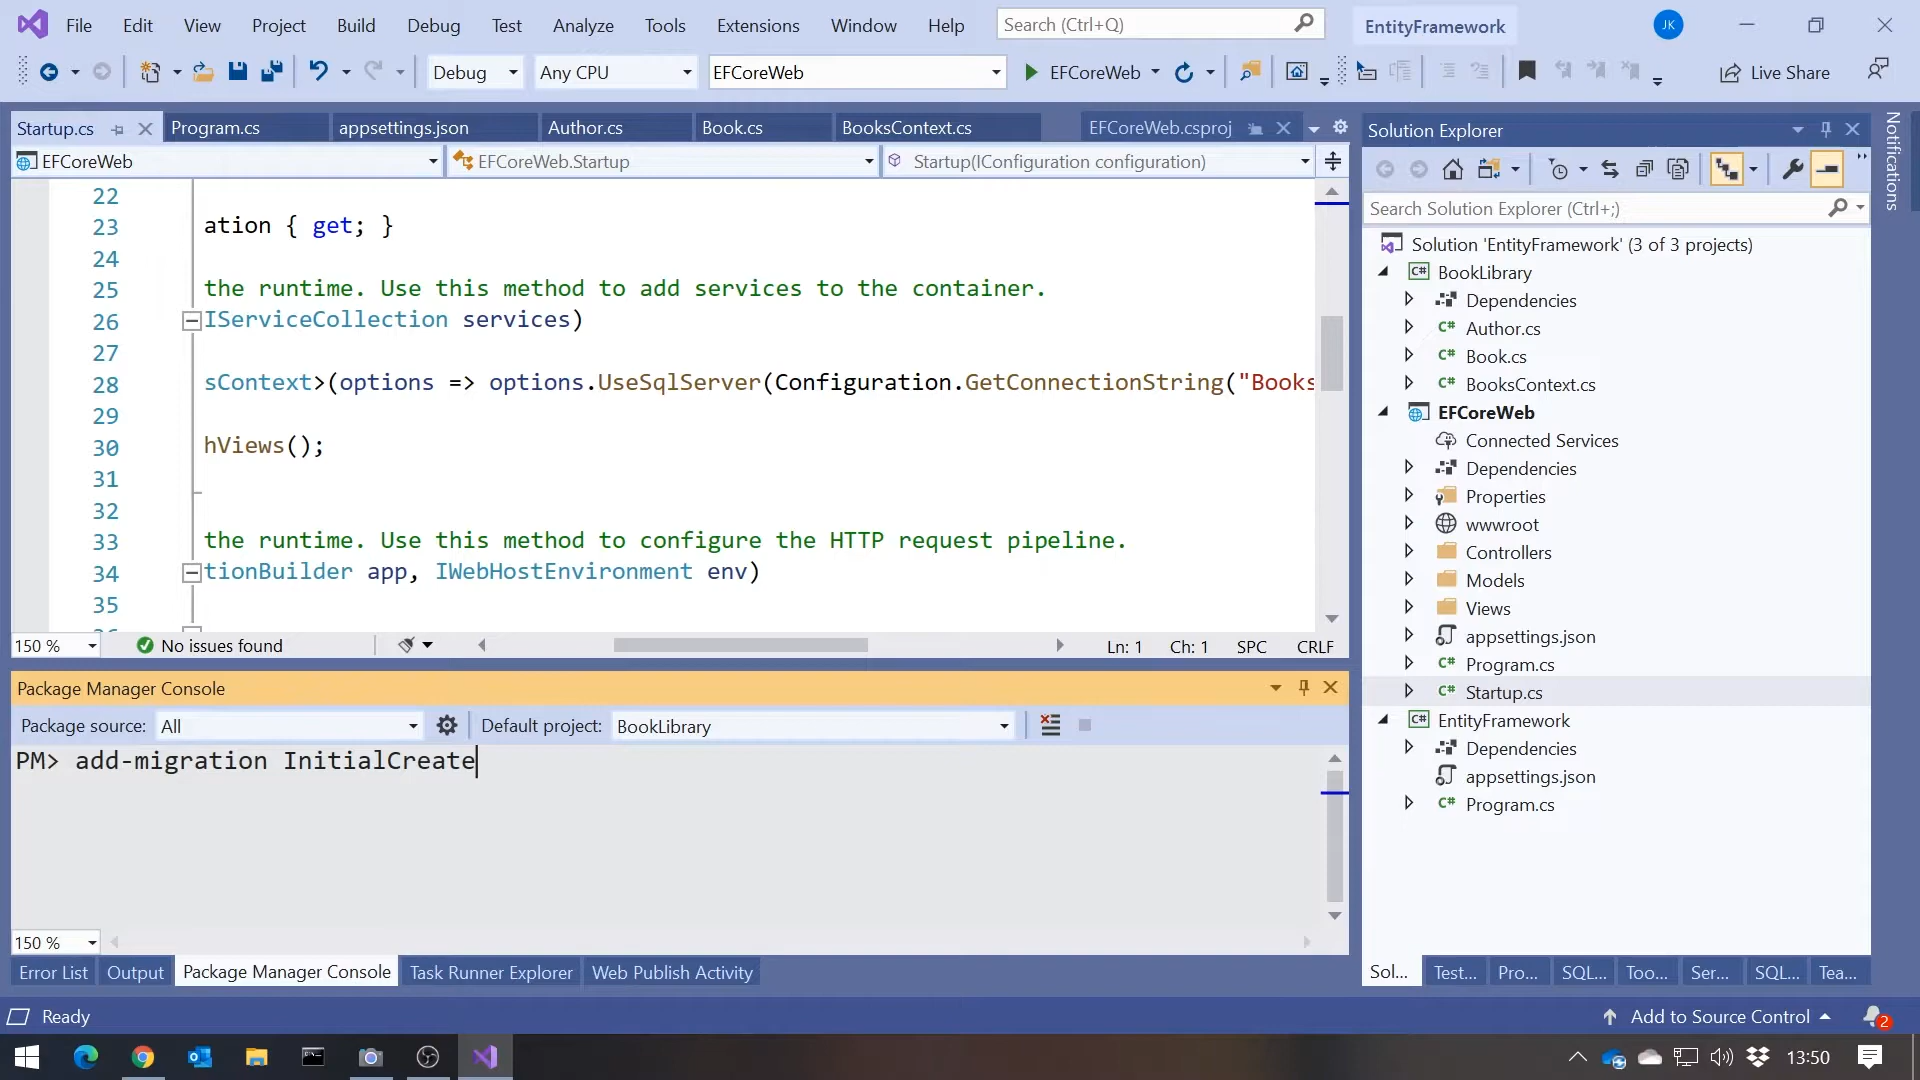 File Edit View Project Build Debug Test Analyze Tools Extensions Window Help Search (Ctrl+Q) EntityFramework JK
Debug Any CPU EFCoreWeb EFCoreWeb Live Share
Startup.cs Program.cs appsettings.json Author.cs Book.cs BooksContext.cs EFCoreWeb.csproj
EFCoreWeb EFCoreWeb.Startup Startup(IConfiguration configuration)
22
23 ation { get; }
24
25 the runtime. Use this method to add services to the container.
26 IServiceCollection services)
27
28 sContext>(options => options.UseSqlServer(Configuration.GetConnectionString("Books
29
30 hViews();
31
32
33 the runtime. Use this method to configure the HTTP request pipeline.
34 tionBuilder app, IWebHostEnvironment env)
35
150 % No issues found Ln: 1 Ch: 1 SPC CRLF
Package Manager Console
Package source: All Default project: BookLibrary
PM> add-migration InitialCreate
150 %
Error List Output Package Manager Console Task Runner Explorer Web Publish Activity
Solution Explorer
Search Solution Explorer (Ctrl+;)
Solution 'EntityFramework' (3 of 3 projects)
C# BookLibrary
Dependencies
C# Author.cs
C# Book.cs
C# BooksContext.cs
EFCoreWeb
Connected Services
Dependencies
Properties
wwwroot
Controllers
Models
Views
appsettings.json
C# Program.cs
C# Startup.cs
C# EntityFramework
Dependencies
appsettings.json
C# Program.cs
Sol... Test... Pro... SQL... Too... Ser... SQL... Tea...
Notifications
Ready Add to Source Control 2
13:50